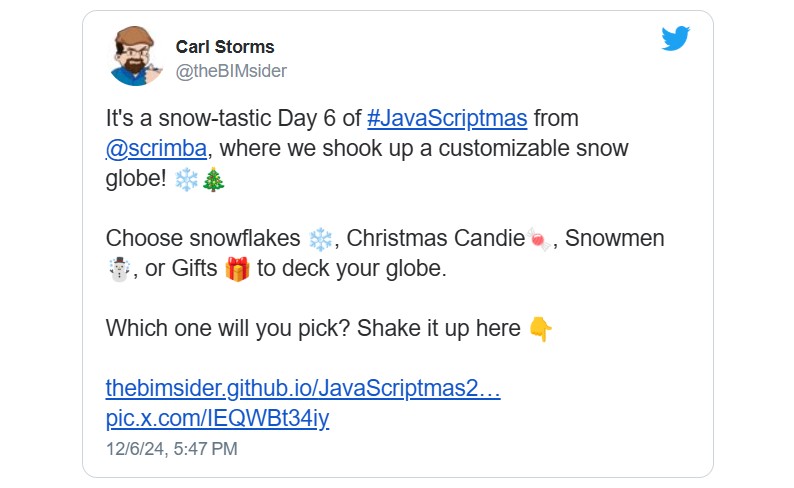 Carl Storms
@theBIMsider
It's a snow-tastic Day 6 of #JavaScriptmas from
@scrimba, where we shook up a customizable snow
globe! ❄️🎄
Choose snowflakes ❄️, Christmas Candie🍬, Snowmen
☃️, or Gifts 🎁 to deck your globe.
Which one will you pick? Shake it up here 👇
thebimsider.github.io/JavaScriptmas2…
pic.x.com/IEQWBt34iy
12/6/24, 5:47 PM